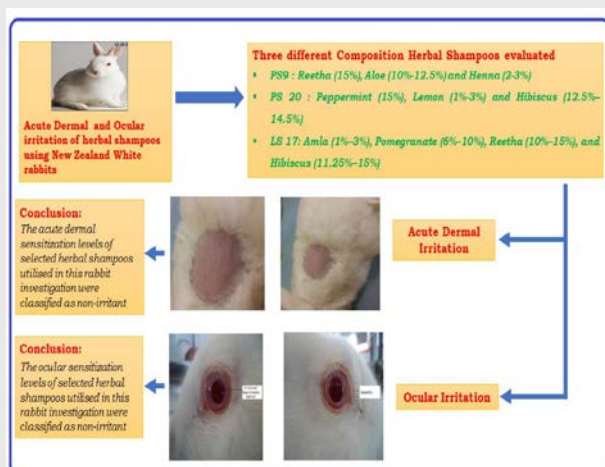 Acute Dermal and Ocular
irritation of herbal shampoos
using New Zealand White
rabbits
Three different Composition Herbal Shampoos evaluated
PS9 : Reetha (15%), Aloe (10%-12.5%) and Henna (2-3%)
PS 20 : Peppermint (15%), Lemon (1%-3%) and Hibiscus (12.5%-
14.5%)
LS 17: Amla (1%–3%), Pomegranate (6%–10%), Reetha (10%–15%), and
Hibiscus (11.25%–15%)
Conclusion:
The acute dermal
sensitization levels of
selected herbal shampoos
utilised in this rabbit
investigation were
classified as non-irritant
Acute Dermal
Irritation
Conclusion:
The ocular sensitization
levels of selected herbal
shampoos utilised in this
rabbit investigation were
classified as non-irritant
Ocular Irritation